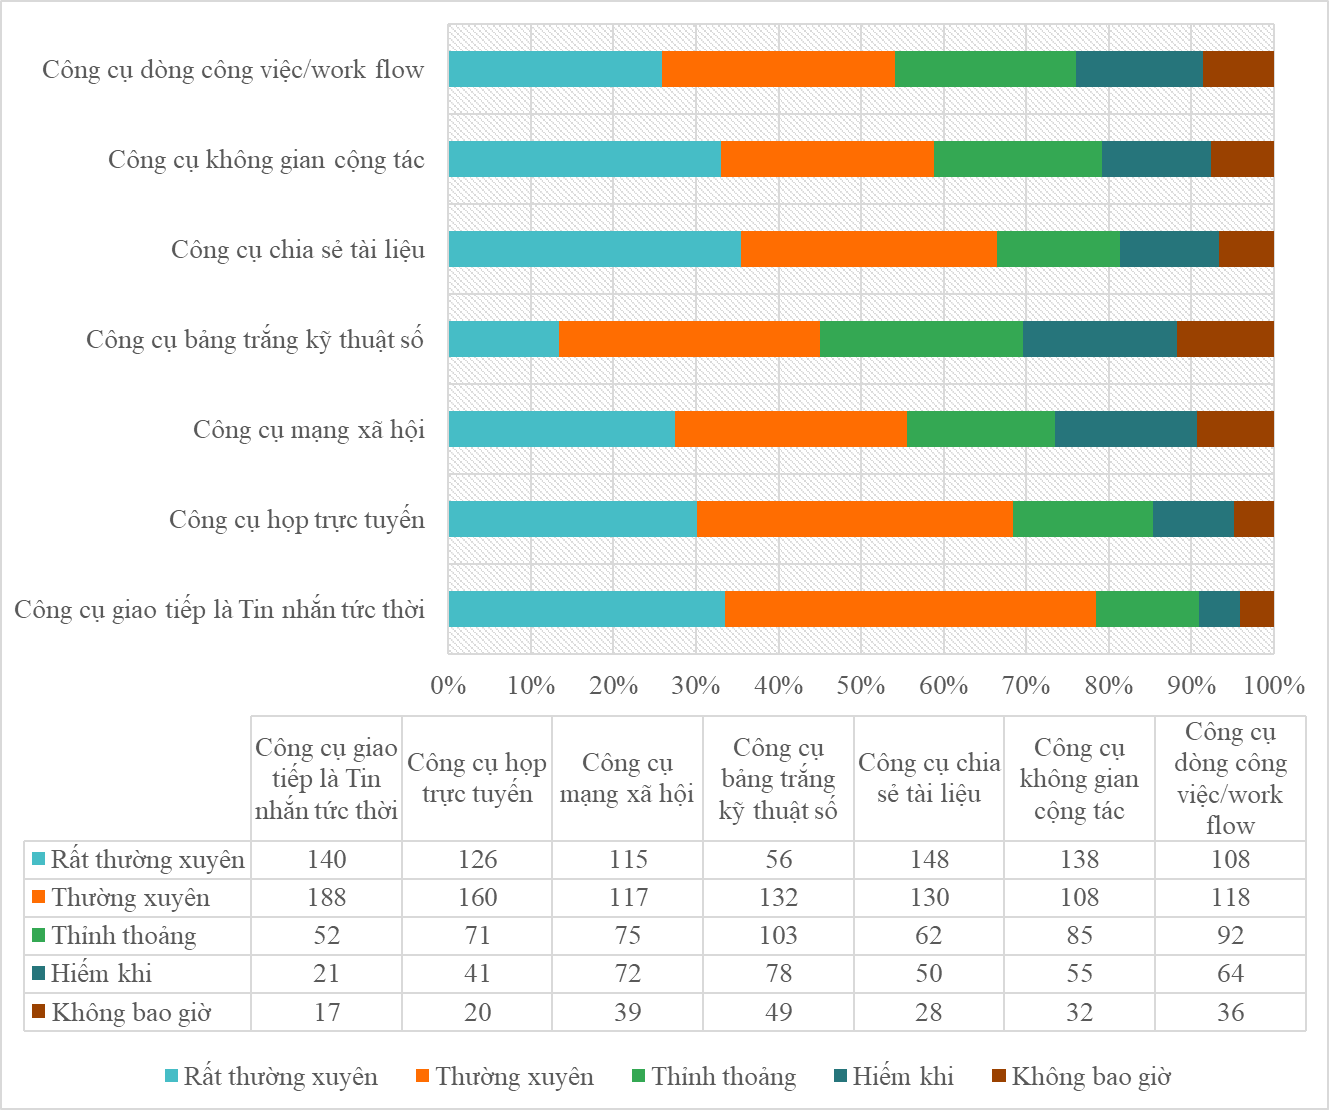 Công cụ dòng công việc/work flow
Công cụ không gian cộng tác
Công cụ chia sẻ tài liệu
Công cụ bảng trắng kỹ thuật số
Công cụ mạng xã hội
Công cụ họp trực tuyến
Công cụ giao tiếp là Tin nhắn tức thời
0% 10% 20% 30% 40% 50% 60% 70% 80% 90% 100%
Công cụ giao
tiếp là Tin
nhắn tức thời
Công cụ họp
trực tuyến
Công cụ
mạng xã hội
Công cụ
bảng trắng
kỹ thuật số
Công cụ chia
sẻ tài liệu
Công cụ
không gian
cộng tác
Công cụ
dòng công
việc/work
flow
Rất thường xuyên 140 126 115 56 148 138 108
Thường xuyên 188 160 117 132 130 108 118
Thỉnh thoảng 52 71 75 103 62 85 92
Hiếm khi 21 41 72 78 50 55 64
Không bao giờ 17 20 39 49 28 32 36
Rất thường xuyên Thường xuyên Thỉnh thoảng Hiếm khi Không bao giờ